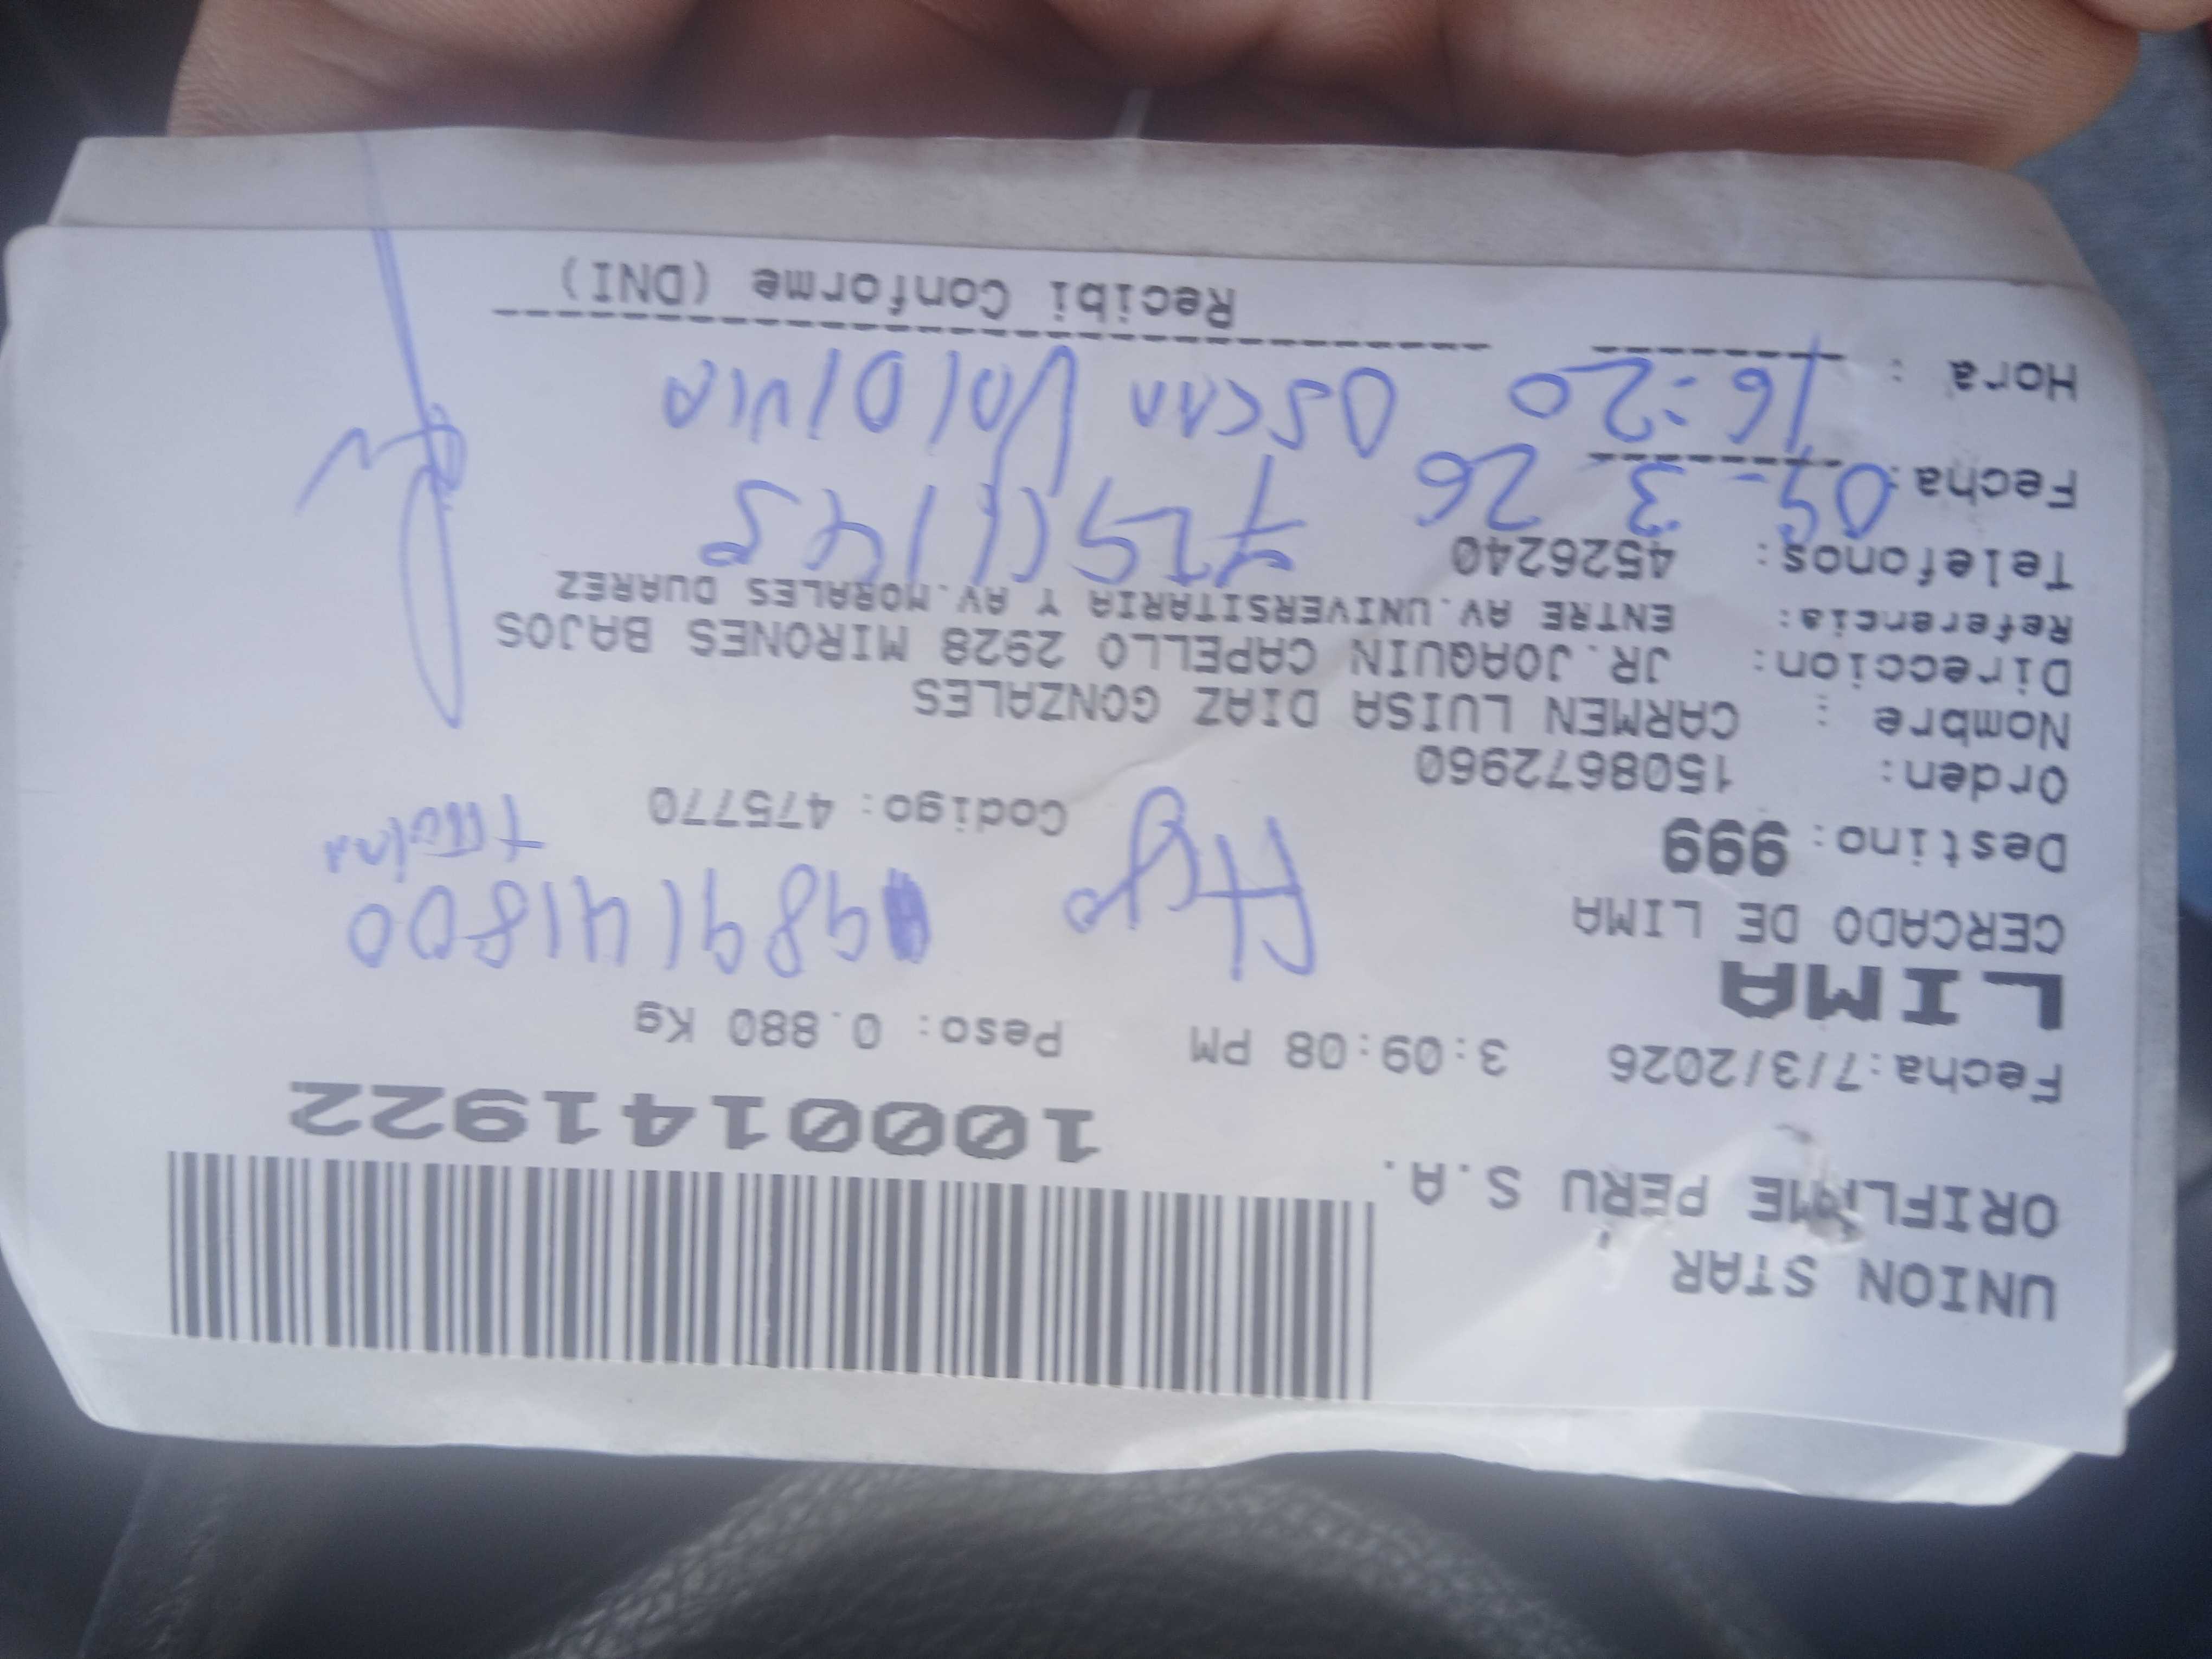 UNION STAR
ORIFLAME PERU S.A.
1000141922
Fecha:7/3/2026 3:09:08 PM Peso: 0.880 Kg
LIMA
CERCADO DE LIMA
989141800
Destino: 999 Codigo: 475770
Orden: 1508672960
Nombre : CARMEN LUISA DIAZ GONZALES
Direccion: JR.JOAQUIN CAPELLO 2928 MIRONES BAJOS
Referencia: ENTRE AV.UNIVERSITARIA Y AV.MORALES DUAREZ
Telefonos: 4526240
Fecha: 09-3 26
Hora : 16:20 OSCAR VALDIVIA
Recibi Conforme (DNI)